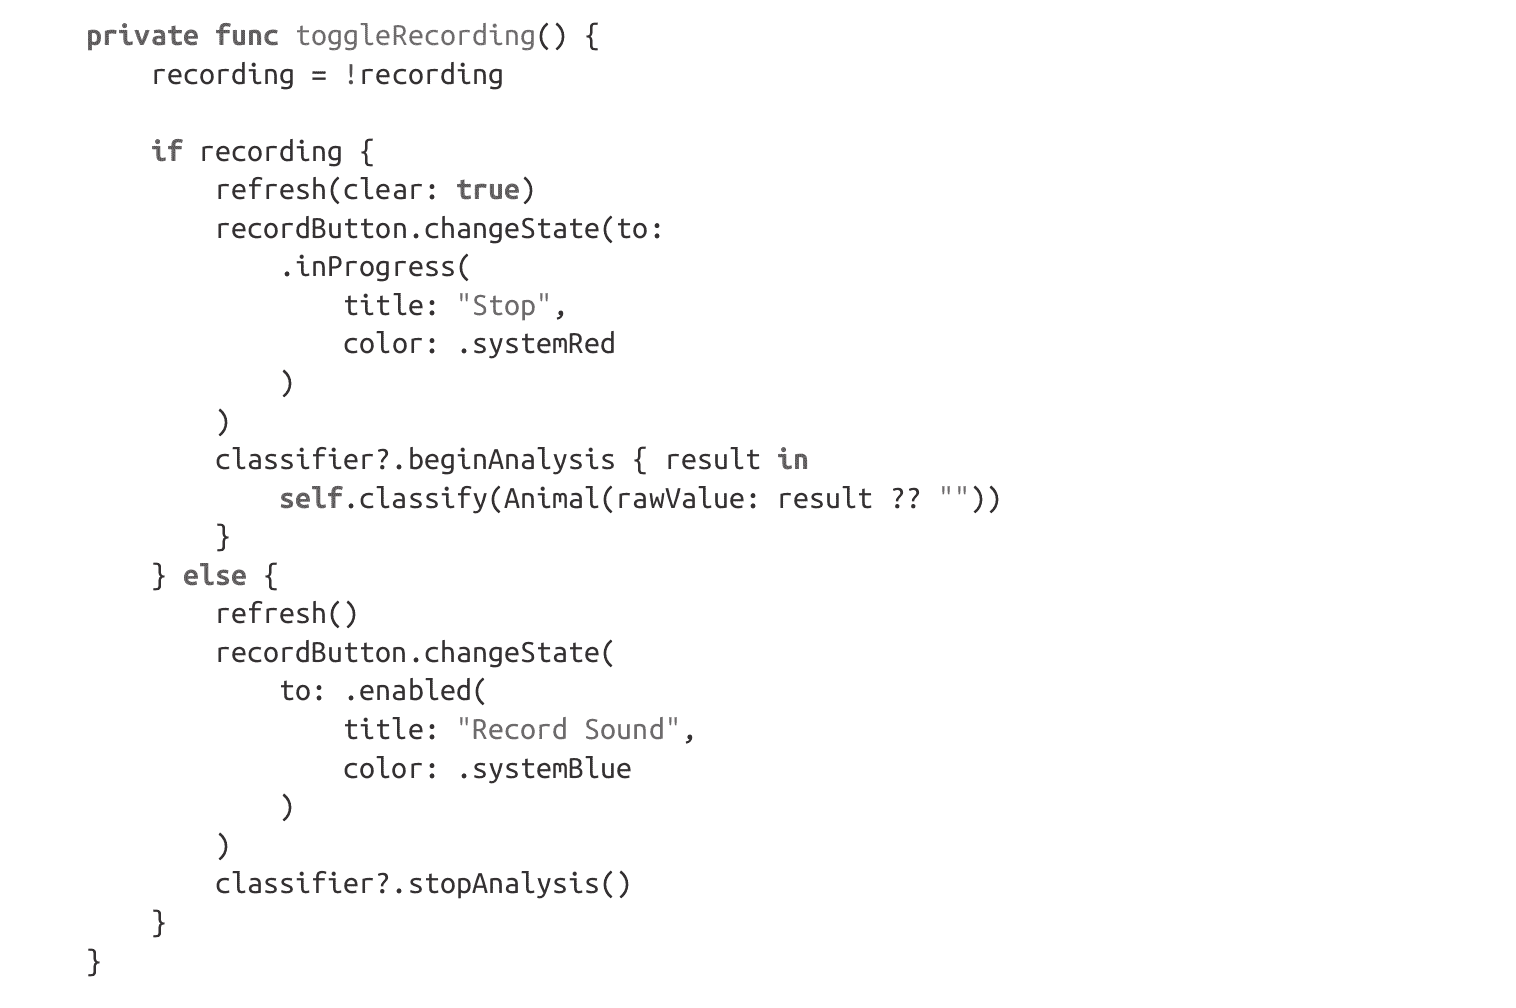 private func toggleRecording() {
    recording = !recording

    if recording {
        refresh(clear: true)
        recordButton.changeState(to:
            .inProgress(
                title: "Stop",
                color: .systemRed
            )
        )
        classifier?.beginAnalysis { result in
            self.classify(Animal(rawValue: result ?? ""))
        }
    } else {
        refresh()
        recordButton.changeState(
            to: .enabled(
                title: "Record Sound",
                color: .systemBlue
            )
        )
        classifier?.stopAnalysis()
    }
}